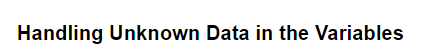 Handling Unknown Data in the Variables